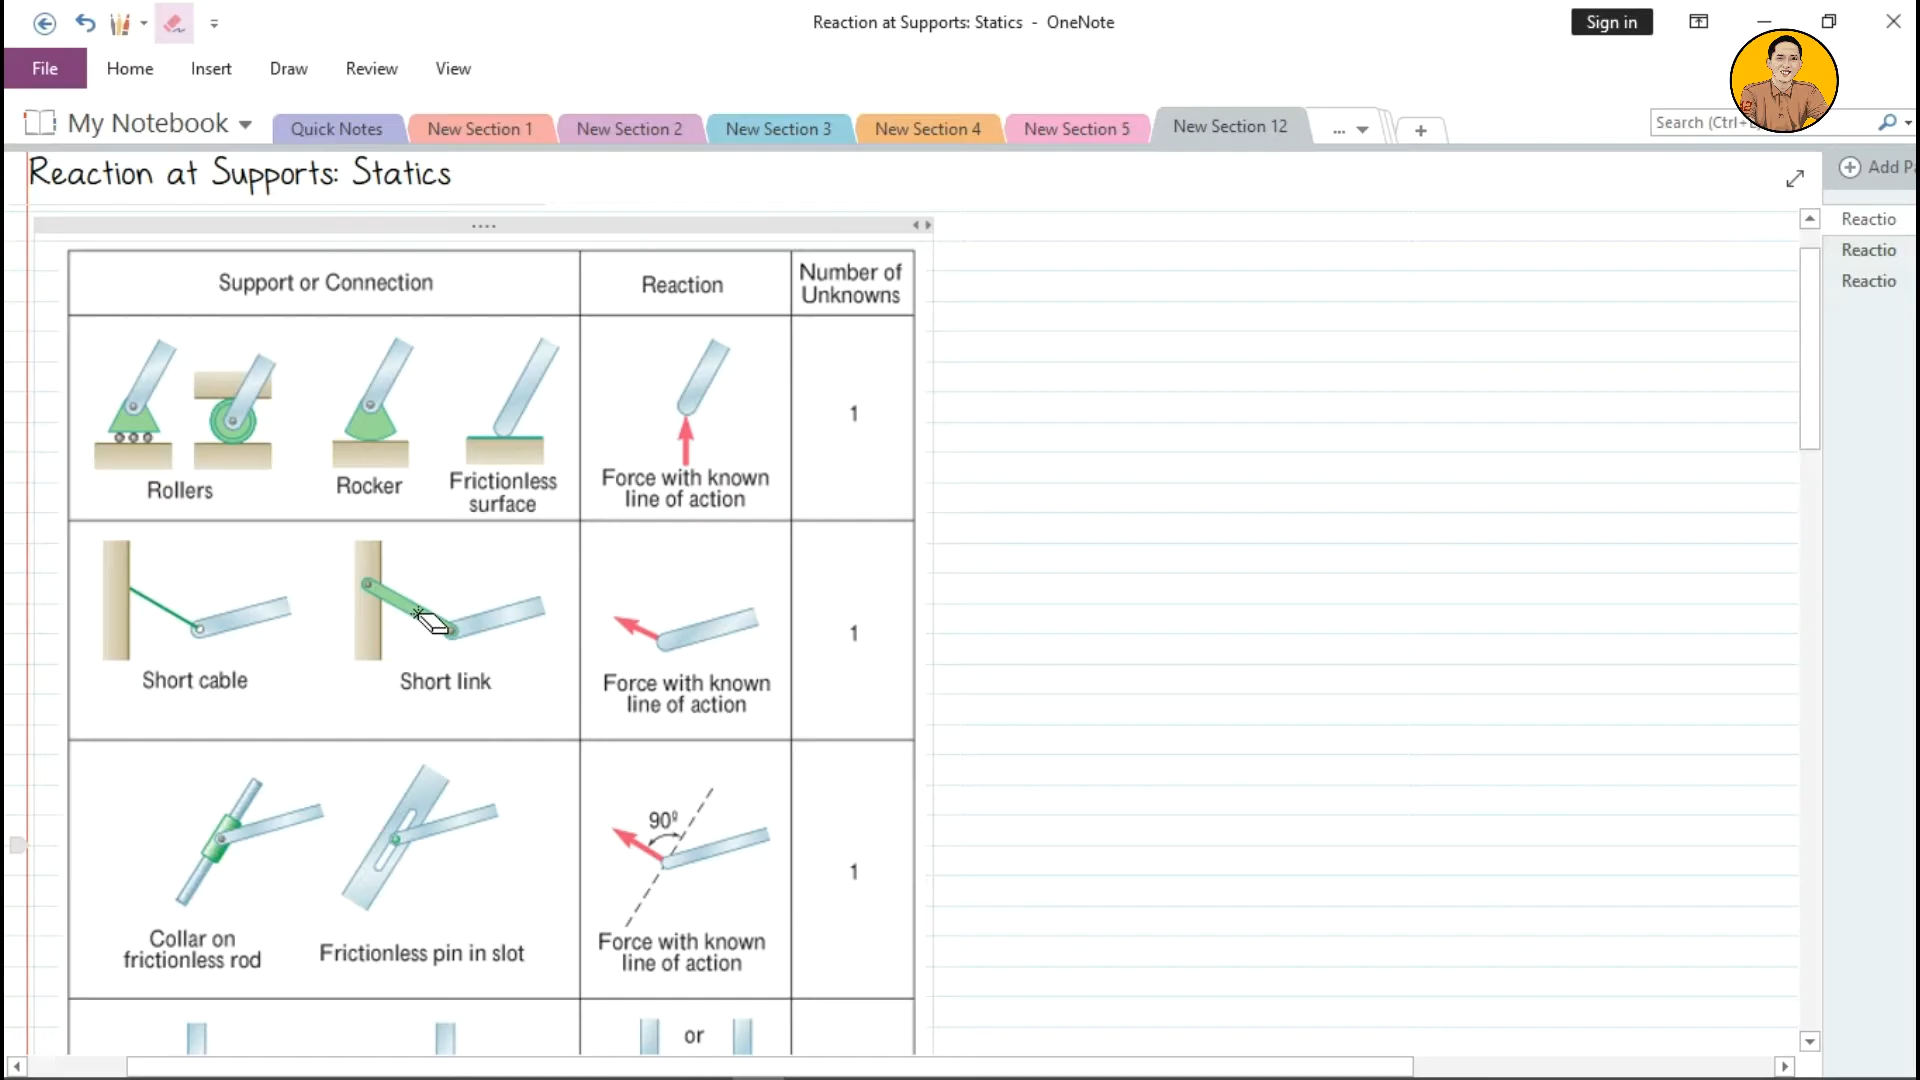 Reaction at Supports: Statics - OneNote
Sign in
File Home Insert Draw Review View
My Notebook
Quick Notes New Section 1 New Section 2 New Section 3 New Section 4 New Section 5 New Section 12 ...
Search (Ctrl+
Reaction at Supports: Statics
Add P
Reactio
Reactio
Reactio
Support or Connection
Reaction
Number of
Unknowns
Rollers
Rocker
Frictionless
surface
Force with known
line of action
1
Short cable
Short link
Force with known
line of action
1
Collar on
frictionless rod
Frictionless pin in slot
90º
Force with known
line of action
1
or